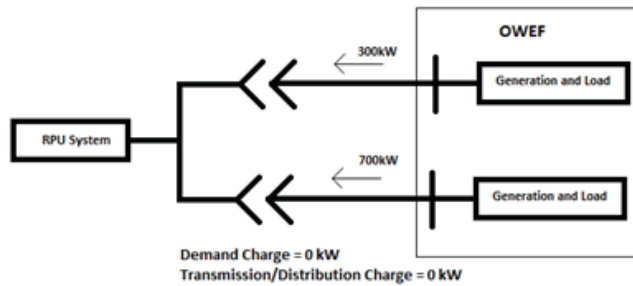 OWEF
300kW
Generation and Load
RPU System
700kW
Generation and Load
Demand Charge = 0 kW
Transmission/Distribution Charge = 0 kW